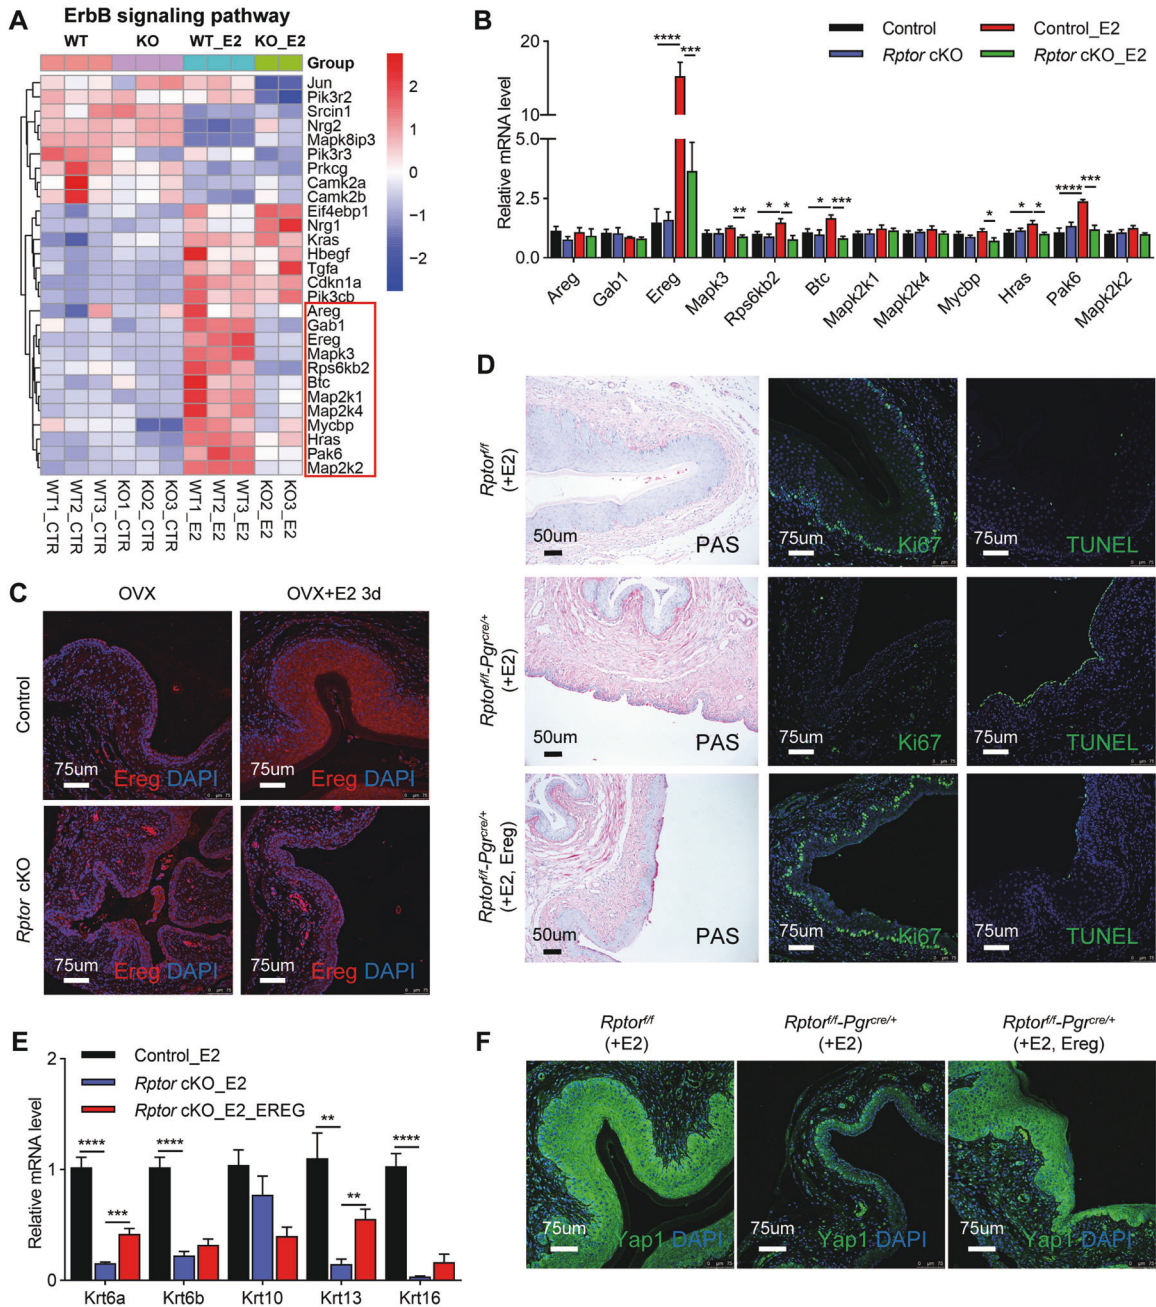 A
ErbB signaling pathway
WT KO WT_E2 KO_E2
Group
Jun
Pik3r2
Srcin1
Nrg2
Mapk8ip3
Pik3r3
Prkcg
Camk2a
Camk2b
Eif4ebp1
Nrg1
Kras
Hbegf
Tgfa
Cdkn1a
Pik3cb
Areg
Gab1
Ereg
Mapk3
Rps6kb2
Btc
Map2k1
Map2k4
Mycbp
Hras
Pak6
Map2k2
2
1
0
−1
−2
WT1_CTR
WT2_CTR
WT3_CTR
KO1_CTR
KO2_CTR
KO3_CTR
WT1_E2
WT2_E2
WT3_E2
KO2_E2
KO3_E2
B
Control
Control_E2
Rptor cKO
Rptor cKO_E2
Relative mRNA level
20
10
5.0
2.5
0.0
**** ***
**
* *
* ***
*
* *
**** ***
Areg
Gab1
Ereg
Mapk3
Rps6kb2
Btc
Mapk2k1
Mapk2k4
Mycbp
Hras
Pak6
Mapk2k2
C
OVX OVX+E2 3d
Control
75um Ereg DAPI
75um Ereg DAPI
Rptor cKO
75um Ereg DAPI
75um Ereg DAPI
D
Rptorf/f
(+E2)
50um PAS
75um Ki67
75um TUNEL
Rptorf/f-Pgrcre/+
(+E2)
50um PAS
75um Ki67
75um TUNEL
Rptorf/f-Pgrcre/+
(+E2, Ereg)
50um PAS
75um Ki67
75um TUNEL
E
Control_E2
Rptor cKO_E2
Rptor cKO_E2_EREG
Relative mRNA level
2
1
0
**** ***
****
** **
****
Krt6a Krt6b Krt10 Krt13 Krt16
F
Rptorf/f
(+E2)
Rptorf/f-Pgrcre/+
(+E2)
Rptorf/f-Pgrcre/+
(+E2, Ereg)
75um Yap1 DAPI
75um Yap1 DAPI
75um Yap1 DAPI